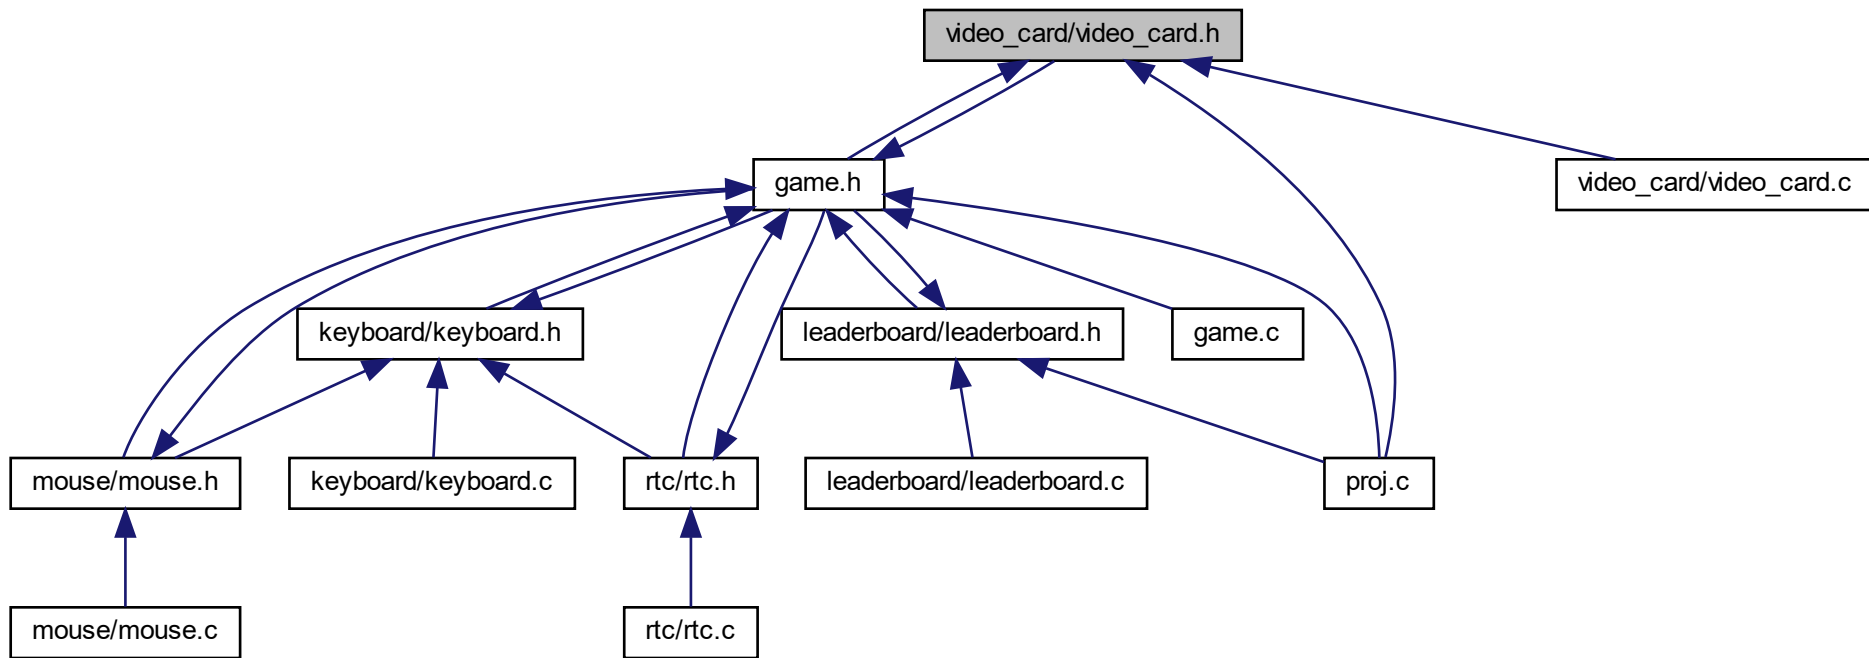 video_card/video_card.h
game.h
video_card/video_card.c
keyboard/keyboard.h
leaderboard/leaderboard.h
game.c
mouse/mouse.h
keyboard/keyboard.c
rtc/rtc.h
leaderboard/leaderboard.c
proj.c
mouse/mouse.c
rtc/rtc.c